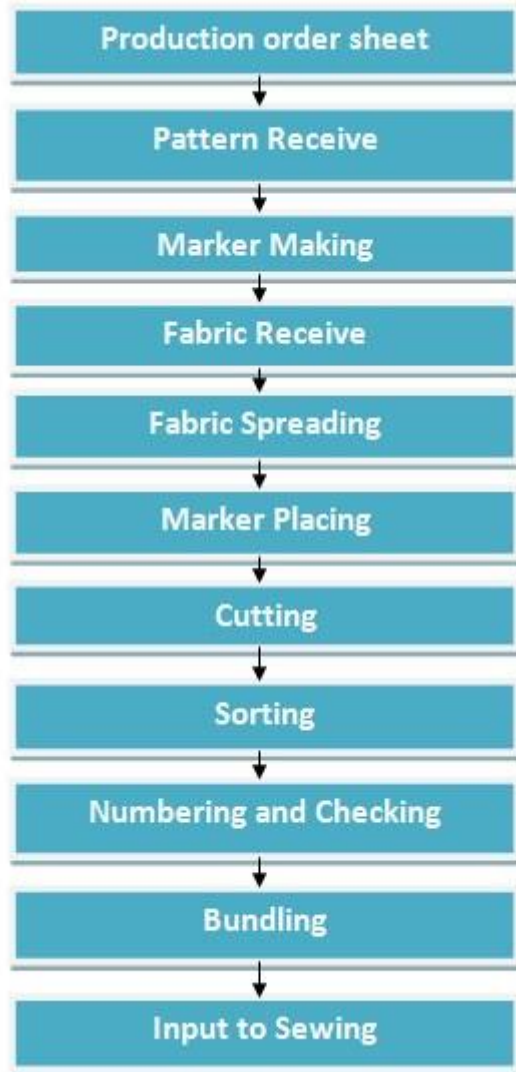 Production order sheet
Pattern Receive
Marker Making
Fabric Receive
Fabric Spreading
Marker Placing
Cutting
Sorting
Numbering and Checking
Bundling
Input to Sewing